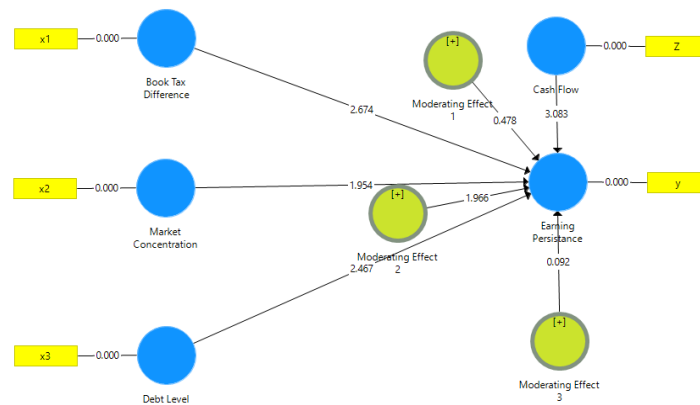 x1
0.000
Book Tax
Difference
[+]
Moderating Effect
1
Cash Flow
0.000
Z
2.674
0.478
3.083
x2
0.000
Market
Concentration
1.954
[+]
1.966
Moderating Effect
2
Earning
Persistance
0.000
y
2.467
0.092
x3
0.000
Debt Level
[+]
Moderating Effect
3